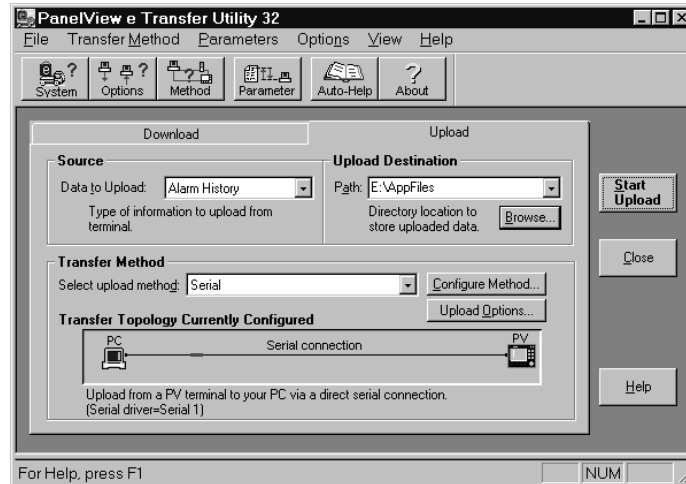 PanelView e Transfer Utility 32
File Transfer Method Parameters Options View Help
System Options Method Parameter Auto-Help About
Download Upload
Source
Data to Upload: Alarm History
Type of information to upload from
terminal.
Upload Destination
Path: E:\AppFiles
Directory location to
store uploaded data.
Browse...
Start
Upload
Close
Transfer Method
Select upload method: Serial
Configure Method...
Upload Options...
Transfer Topology Currently Configured
PC Serial connection PV
Upload from a PV terminal to your PC via a direct serial connection.
(Serial driver=Serial 1)
Help
For Help, press F1 NUM